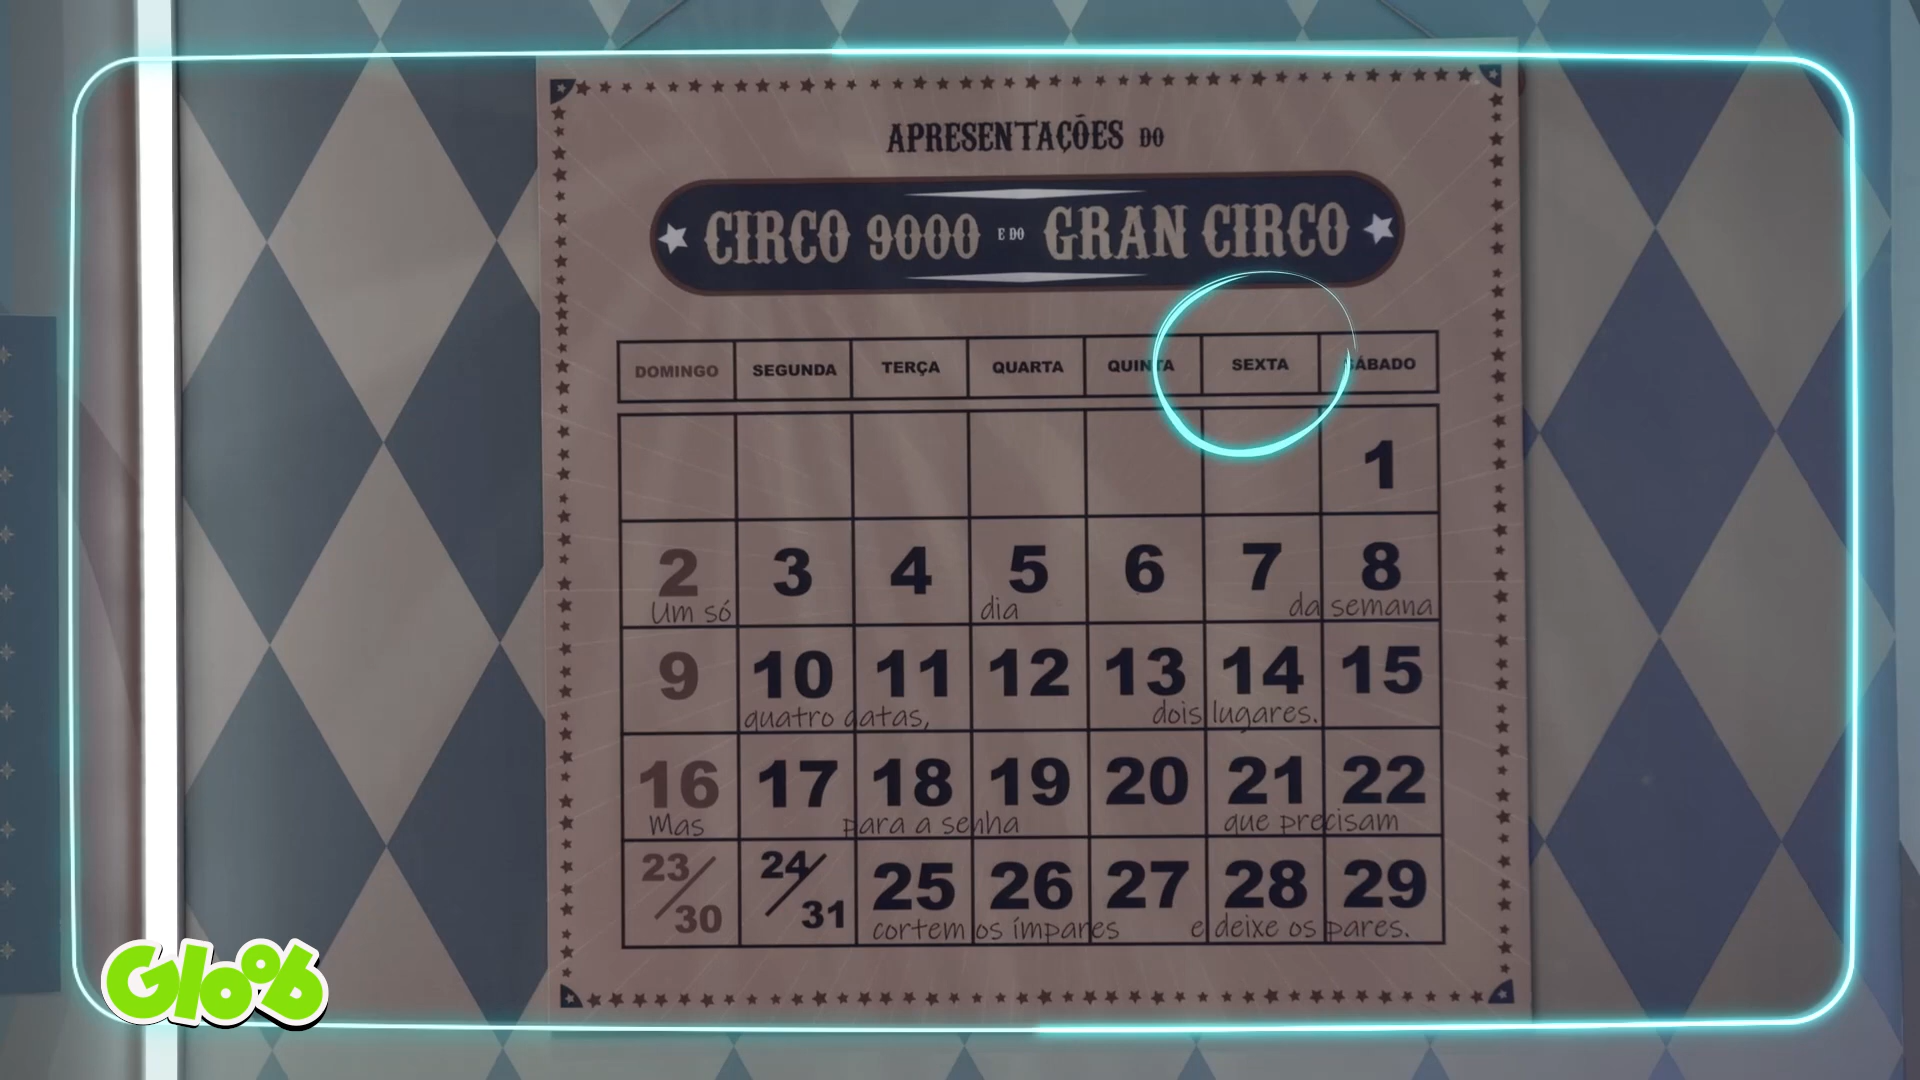 APRESENTAÇÕES DO
CIRCO 9000 E DO GRAN CIRCO
DOMINGO SEGUNDA TERÇA QUARTA QUINTA SEXTA SÁBADO
1
2 3 4 5 6 7 8
Um só dia da semana
9 10 11 12 13 14 15
quatro datas, dois lugares.
16 17 18 19 20 21 22
Mas para a senha que precisam
23/30 24/31 25 26 27 28 29
cortem os ímpares e deixe os pares.
Gloob